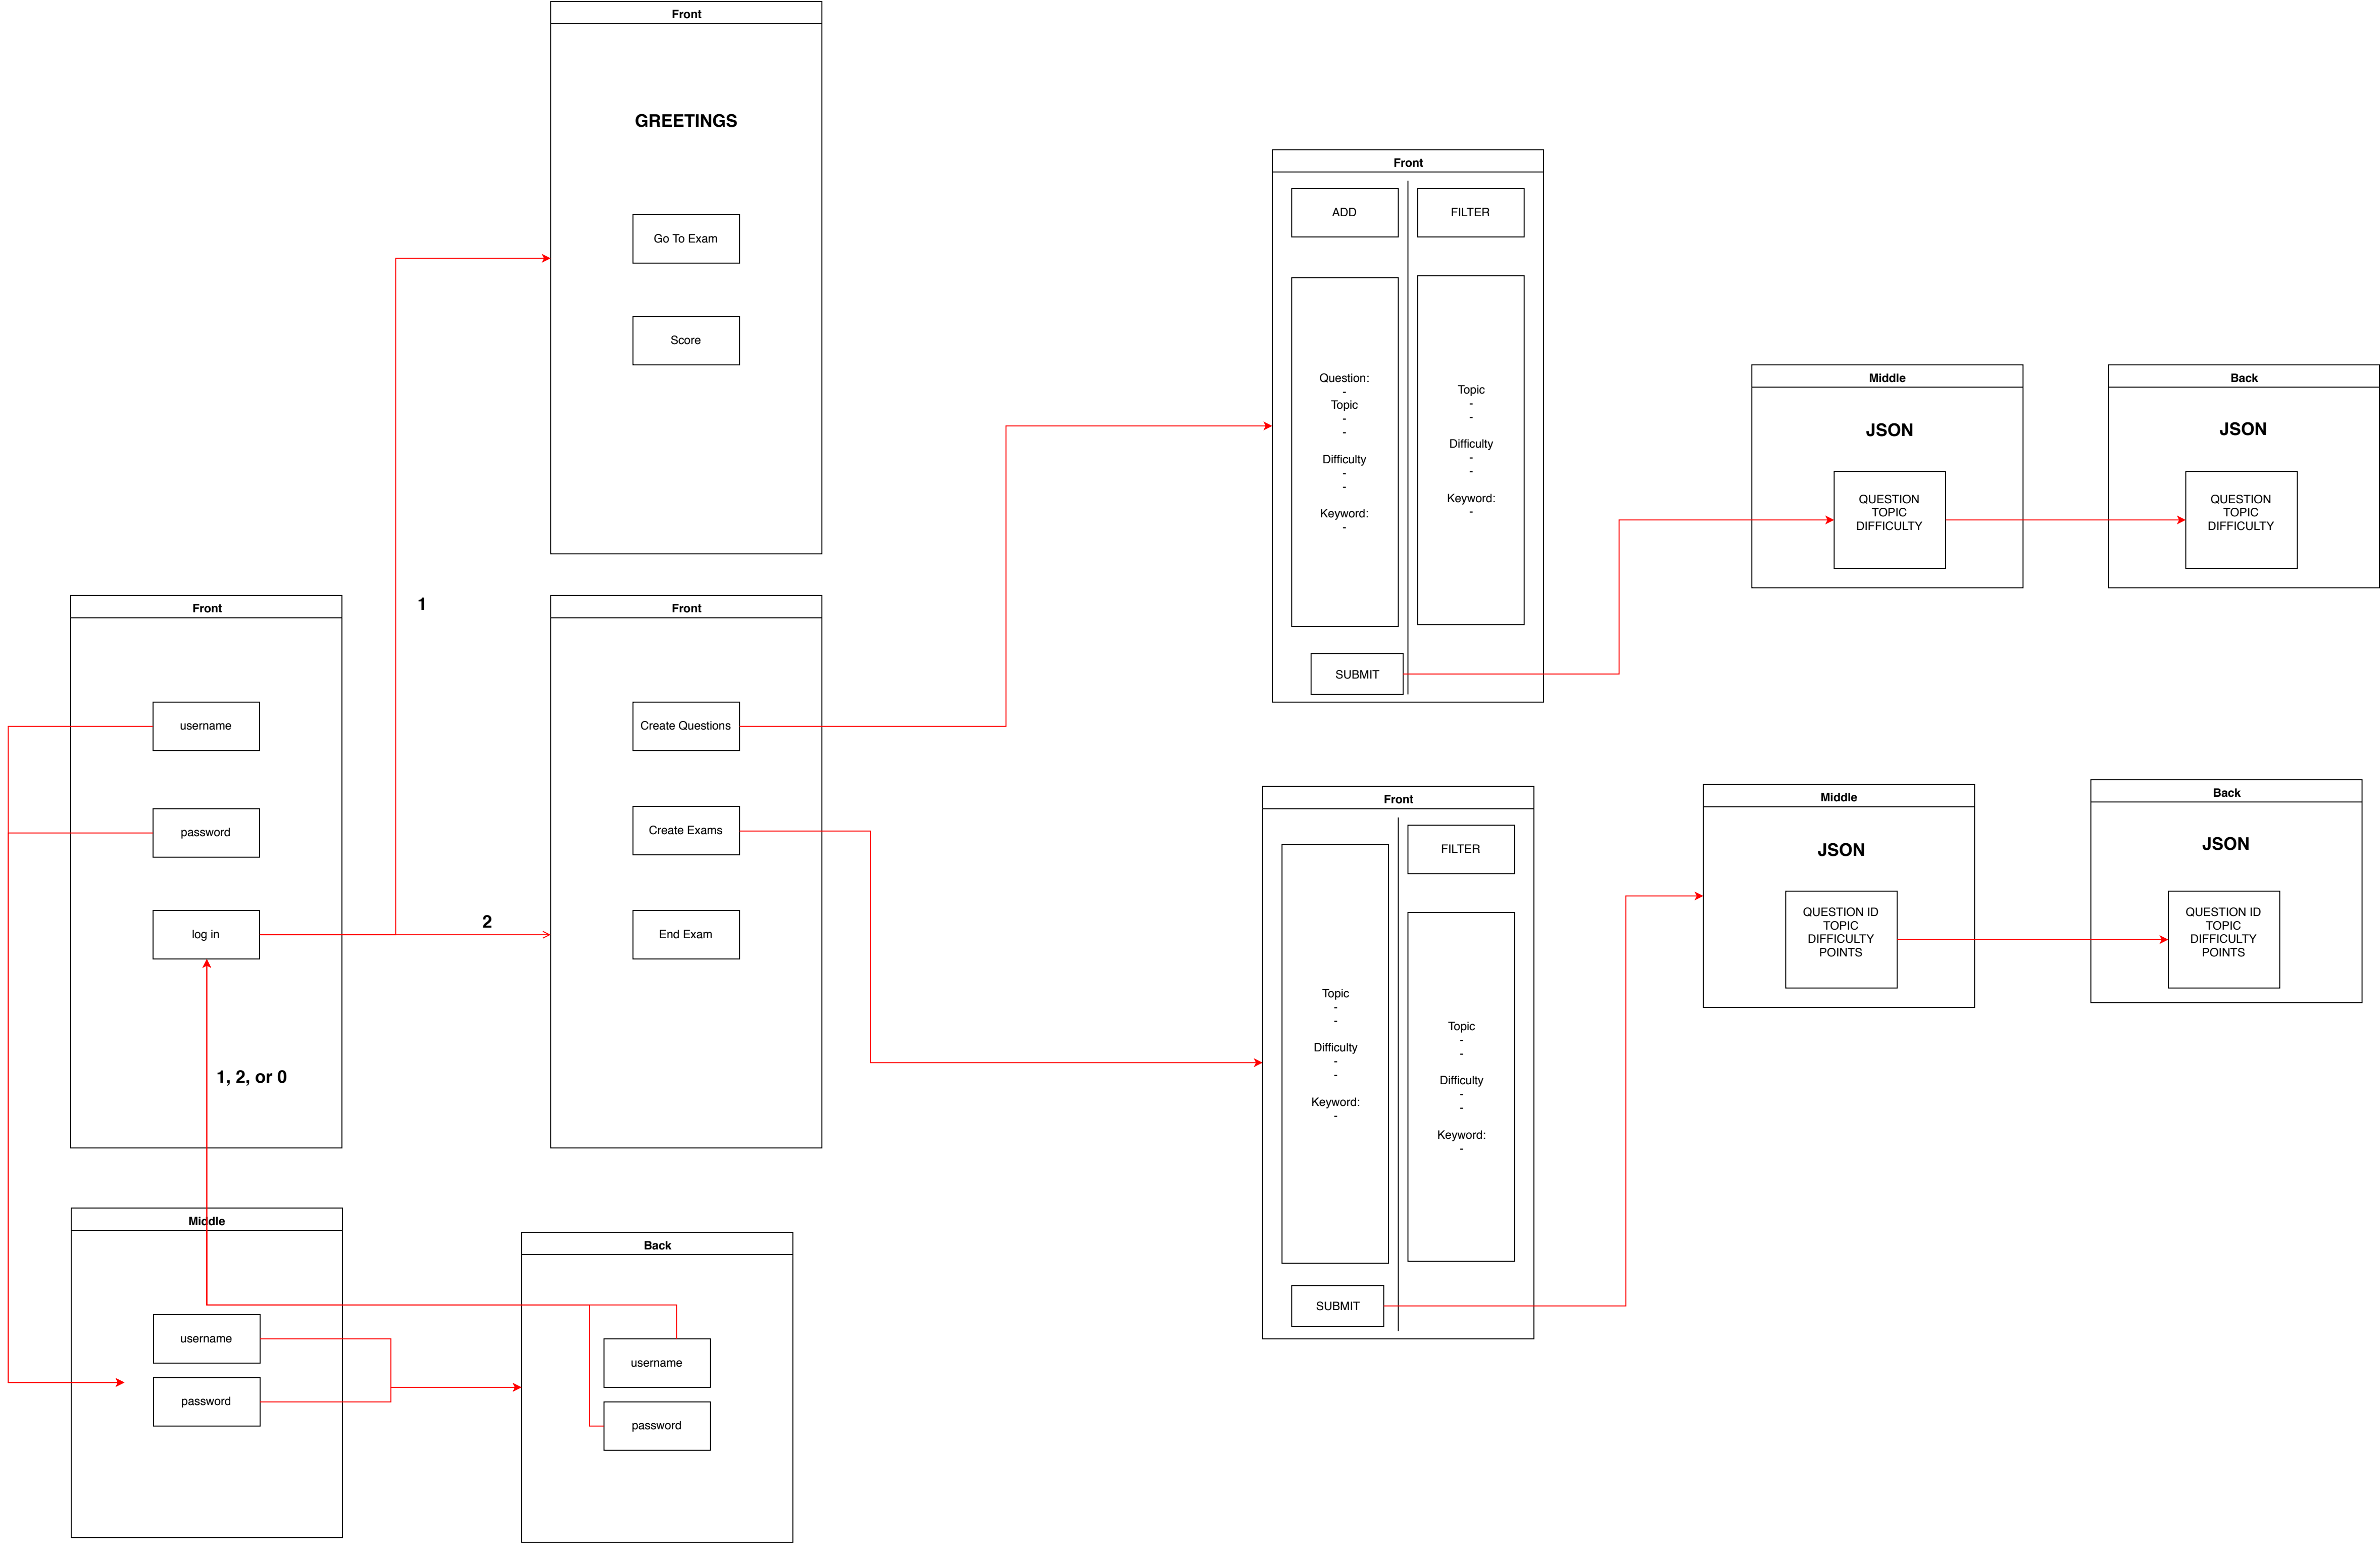 Front
GREETINGS
Go To Exam
Score
1
Front
username
password
log in
1, 2, or 0
2
Front
Create Questions
Create Exams
End Exam
Middle
username
password
Back
username
password
Front
ADD
FILTER
Question:
-
Topic
-
-
Difficulty
-
-
Keyword:
-
Topic
-
-
Difficulty
-
-
Keyword:
-
SUBMIT
Middle
JSON
QUESTION
TOPIC
DIFFICULTY
Back
JSON
QUESTION
TOPIC
DIFFICULTY
Front
FILTER
Topic
-
-
Difficulty
-
-
Keyword:
-
Topic
-
-
Difficulty
-
-
Keyword:
-
SUBMIT
Middle
JSON
QUESTION ID
TOPIC
DIFFICULTY
POINTS
Back
JSON
QUESTION ID
TOPIC
DIFFICULTY
POINTS